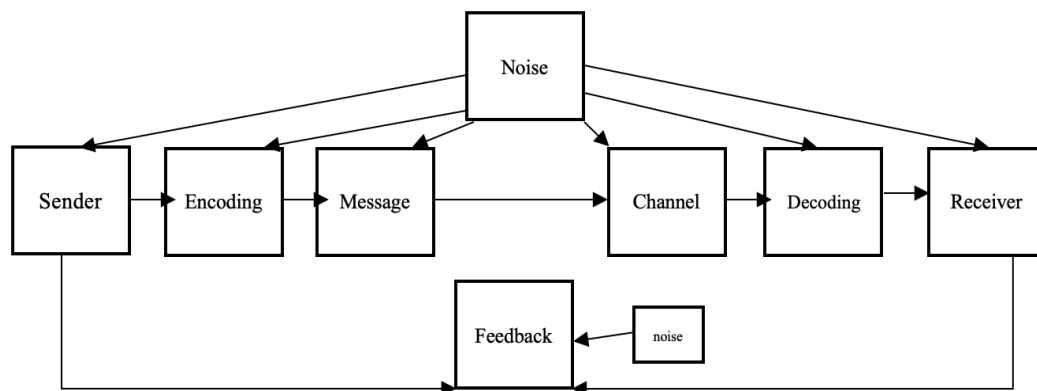 Noise
Sender
Encoding
Message
Channel
Decoding
Receiver
Feedback
noise